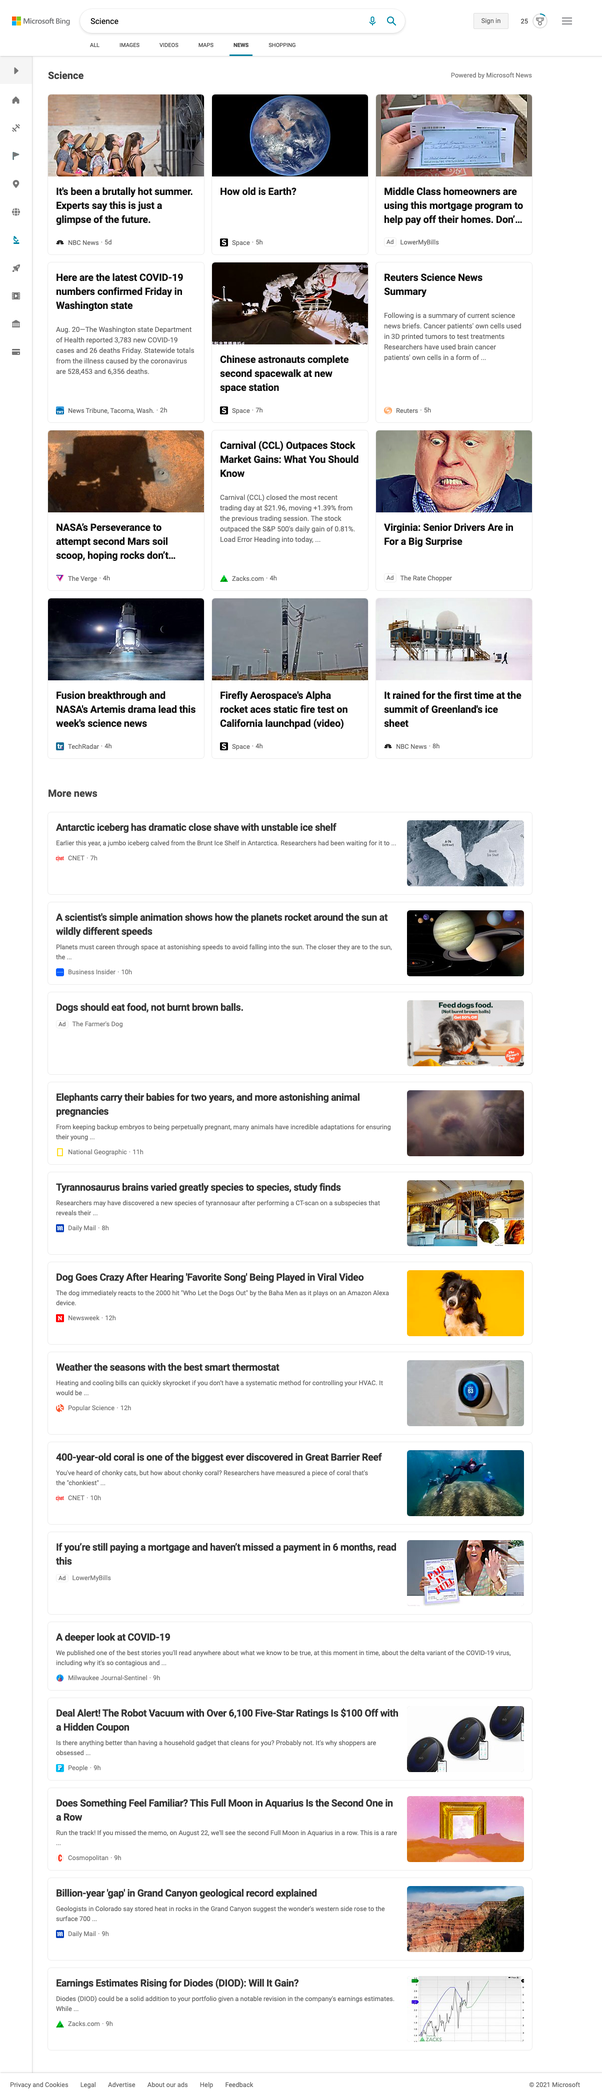 Microsoft Bing
Science
Sign in
25
ALL
IMAGES
VIDEOS
MAPS
NEWS
SHOPPING
Science
Powered by Microsoft News
It's been a brutally hot summer.
Experts say this is just a
glimpse of the future.
NBC News · 5d
How old is Earth?
Space · 5h
Middle Class homeowners are
using this mortgage program to
help pay off their homes. Don'...
Ad LowerMyBills
Here are the latest COVID-19
numbers confirmed Friday in
Washington state
Aug. 20—The Washington state Department
of Health reported 3,783 new COVID-19
cases and 26 deaths Friday. Statewide totals
from the illness caused by the coronavirus
are 528,453 and 6,356 deaths.
News Tribune, Tacoma, Wash. · 2h
Chinese astronauts complete
second spacewalk at new
space station
Space · 7h
Reuters Science News
Summary
Following is a summary of current science
news briefs. Cancer patients' own cells used
in 3D printed tumors to test treatments
Researchers have used brain cancer
patients' own cells in a form of ...
Reuters · 5h
NASA's Perseverance to
attempt second Mars soil
scoop, hoping rocks don't...
The Verge · 4h
Carnival (CCL) Outpaces Stock
Market Gains: What You Should
Know
Carnival (CCL) closed the most recent
trading day at $21.96, moving +1.39% from
the previous trading session. The stock
outpaced the S&P 500's daily gain of 0.81%.
Load Error Heading into today, ...
Zacks.com · 4h
Virginia: Senior Drivers Are in
For a Big Surprise
Ad The Rate Chopper
Fusion breakthrough and
NASA's Artemis drama lead this
week's science news
TechRadar · 4h
Firefly Aerospace's Alpha
rocket aces static fire test on
California launchpad (video)
Space · 4h
It rained for the first time at the
summit of Greenland's ice
sheet
NBC News · 8h
More news
Antarctic iceberg has dramatic close shave with unstable ice shelf
Earlier this year, a jumbo iceberg calved from the Brunt Ice Shelf in Antarctica. Researchers had been waiting for it to ...
CNET · 7h
A scientist's simple animation shows how the planets rocket around the sun at
wildly different speeds
Planets must careen through space at astonishing speeds to avoid falling into the sun. The closer they are to the sun,
the ...
Business Insider · 10h
Dogs should eat food, not burnt brown balls.
Ad The Farmer's Dog
Feed dogs food.
(Not burnt brown balls)
Elephants carry their babies for two years, and more astonishing animal
pregnancies
From keeping backup embryos to being perpetually pregnant, many animals have incredible adaptations for ensuring
their young ...
National Geographic · 11h
Tyrannosaurus brains varied greatly species to species, study finds
Researchers may have discovered a new species of tyrannosaur after performing a CT-scan on a subspecies that
reveals their ...
Daily Mail · 8h
Dog Goes Crazy After Hearing 'Favorite Song' Being Played in Viral Video
The dog immediately reacts to the 2000 hit "Who Let the Dogs Out" by the Baha Men as it plays on an Amazon Alexa
device.
Newsweek · 12h
Weather the seasons with the best smart thermostat
Heating and cooling bills can quickly skyrocket if you don't have a systematic method for controlling your HVAC. It
would be ...
Popular Science · 12h
63
400-year-old coral is one of the biggest ever discovered in Great Barrier Reef
You've heard of chonky cats, but how about chonky coral? Researchers have measured a piece of coral that's
the "chonkiest" ...
CNET · 10h
If you're still paying a mortgage and haven't missed a payment in 6 months, read
this
Ad LowerMyBills
PAID IN FULL
A deeper look at COVID-19
We published one of the best stories you'll read anywhere about what we know to be true, at this moment in time, about the delta variant of the COVID-19 virus,
including why it's so contagious and ...
Milwaukee Journal-Sentinel · 9h
Deal Alert! The Robot Vacuum with Over 6,100 Five-Star Ratings Is $100 Off with
a Hidden Coupon
Is there anything better than having a household gadget that cleans for you? Probably not. It's why shoppers are
obsessed ...
People · 9h
Does Something Feel Familiar? This Full Moon in Aquarius Is the Second One in
a Row
Run the track! If you missed the memo, on August 22, we'll see the second Full Moon in Aquarius in a row. This is a rare
...
Cosmopolitan · 9h
Billion-year 'gap' in Grand Canyon geological record explained
Geologists in Colorado say stored heat in rocks in the Grand Canyon suggest the wonder's western side rose to the
surface 700 ...
Daily Mail · 9h
Earnings Estimates Rising for Diodes (DIOD): Will It Gain?
Diodes (DIOD) could be a solid addition to your portfolio given a notable revision in the company's earnings estimates.
While ...
Zacks.com · 9h
ZACKS
Privacy and Cookies
Legal
Advertise
About our ads
Help
Feedback
© 2021 Microsoft